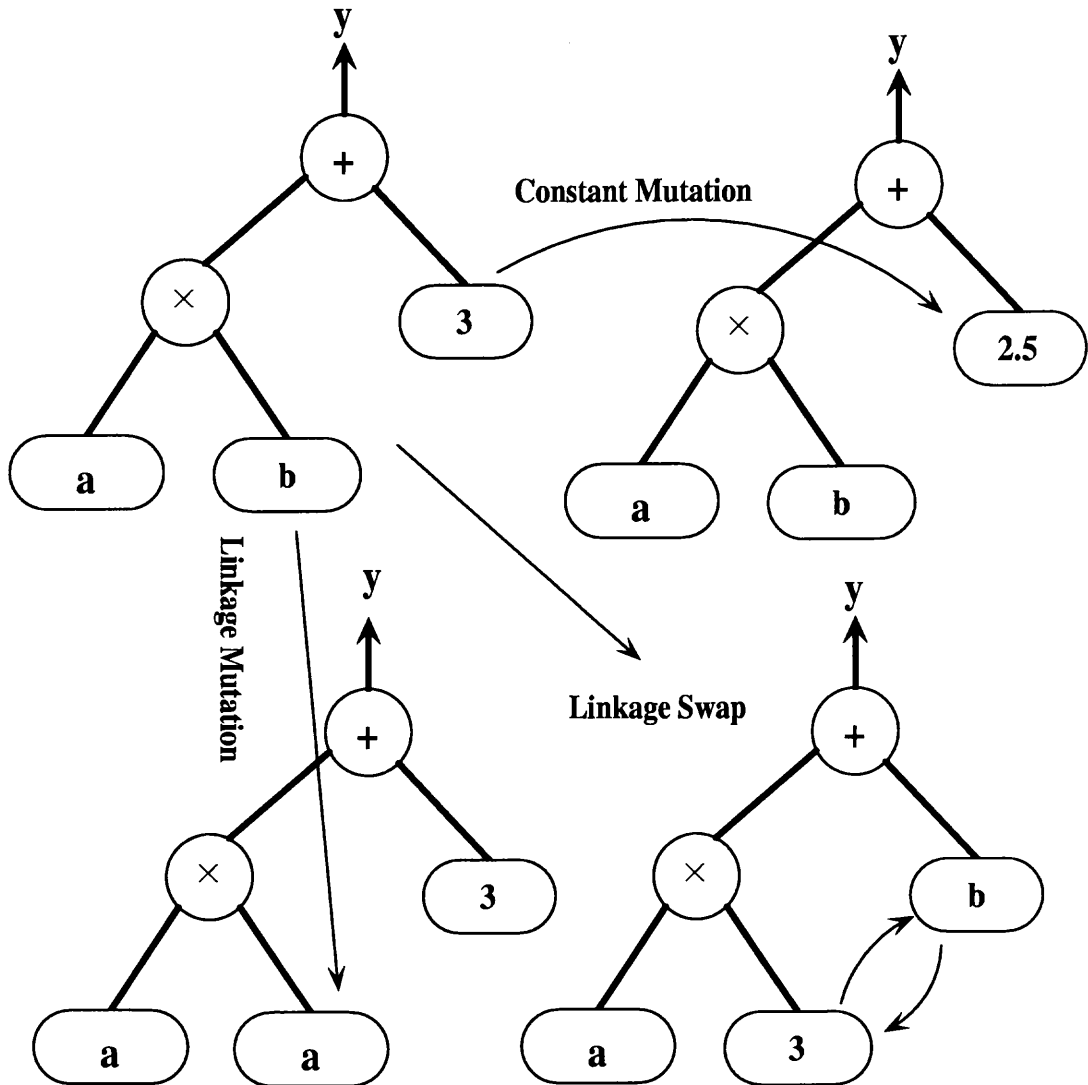 y
+
×
3
a
b
Constant Mutation
y
+
×
2.5
a
b
Linkage Mutation
y
+
×
3
a
a
Linkage Swap
y
+
×
b
a
3